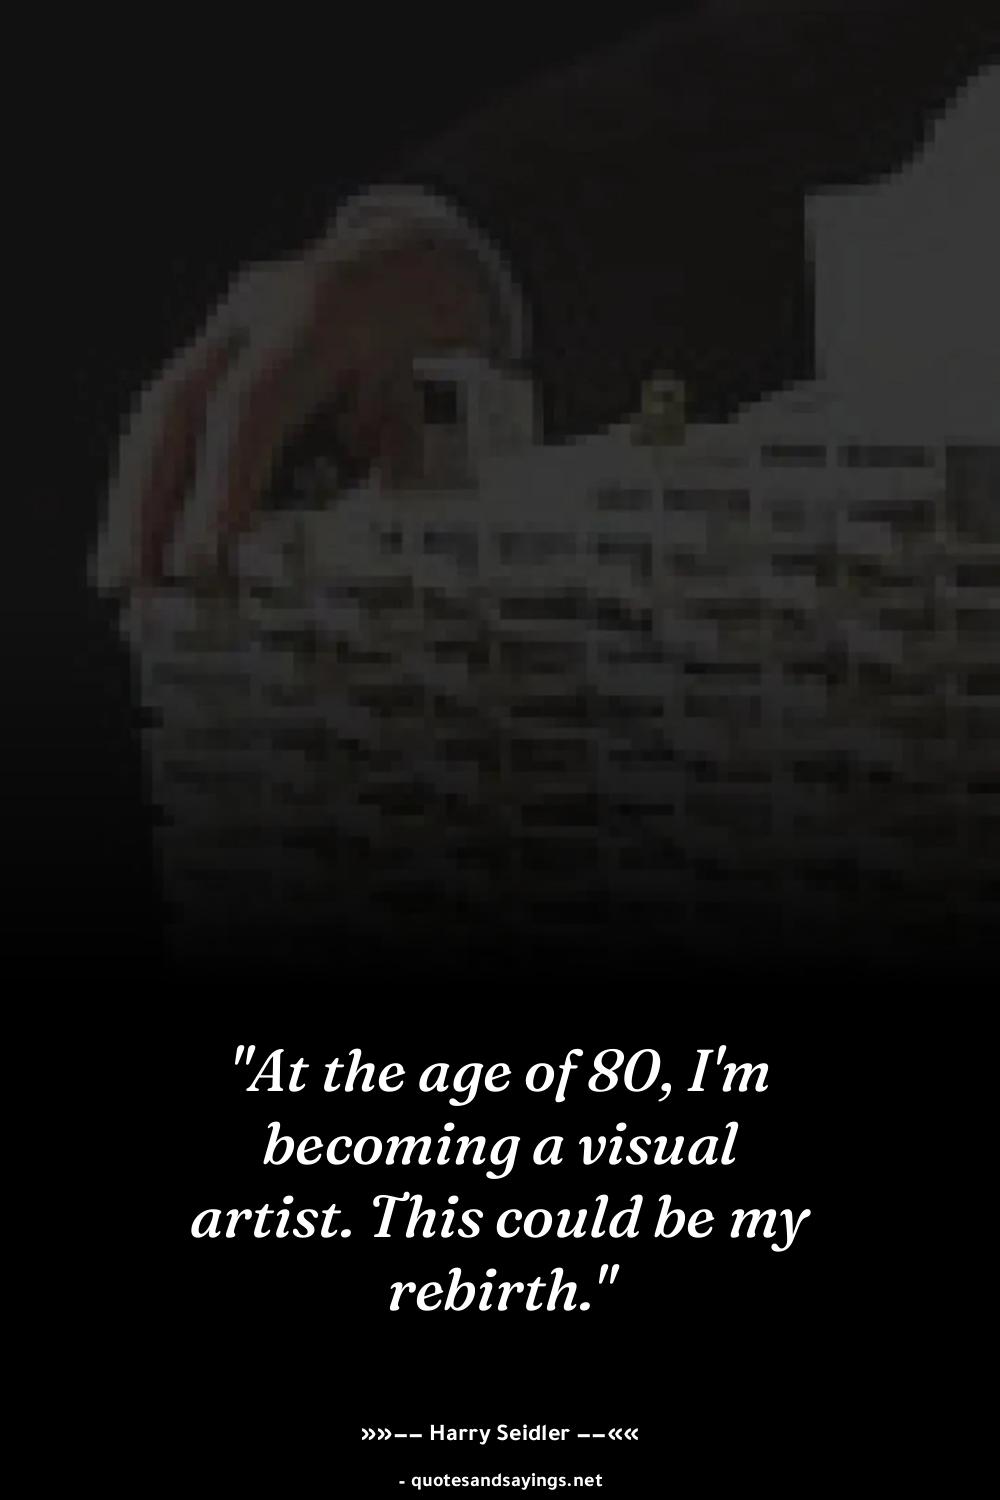 "At the age of 80, I'm
becoming a visual
artist. This could be my
rebirth."
»»−− Harry Seidler −−««
- quotesandsayings.net